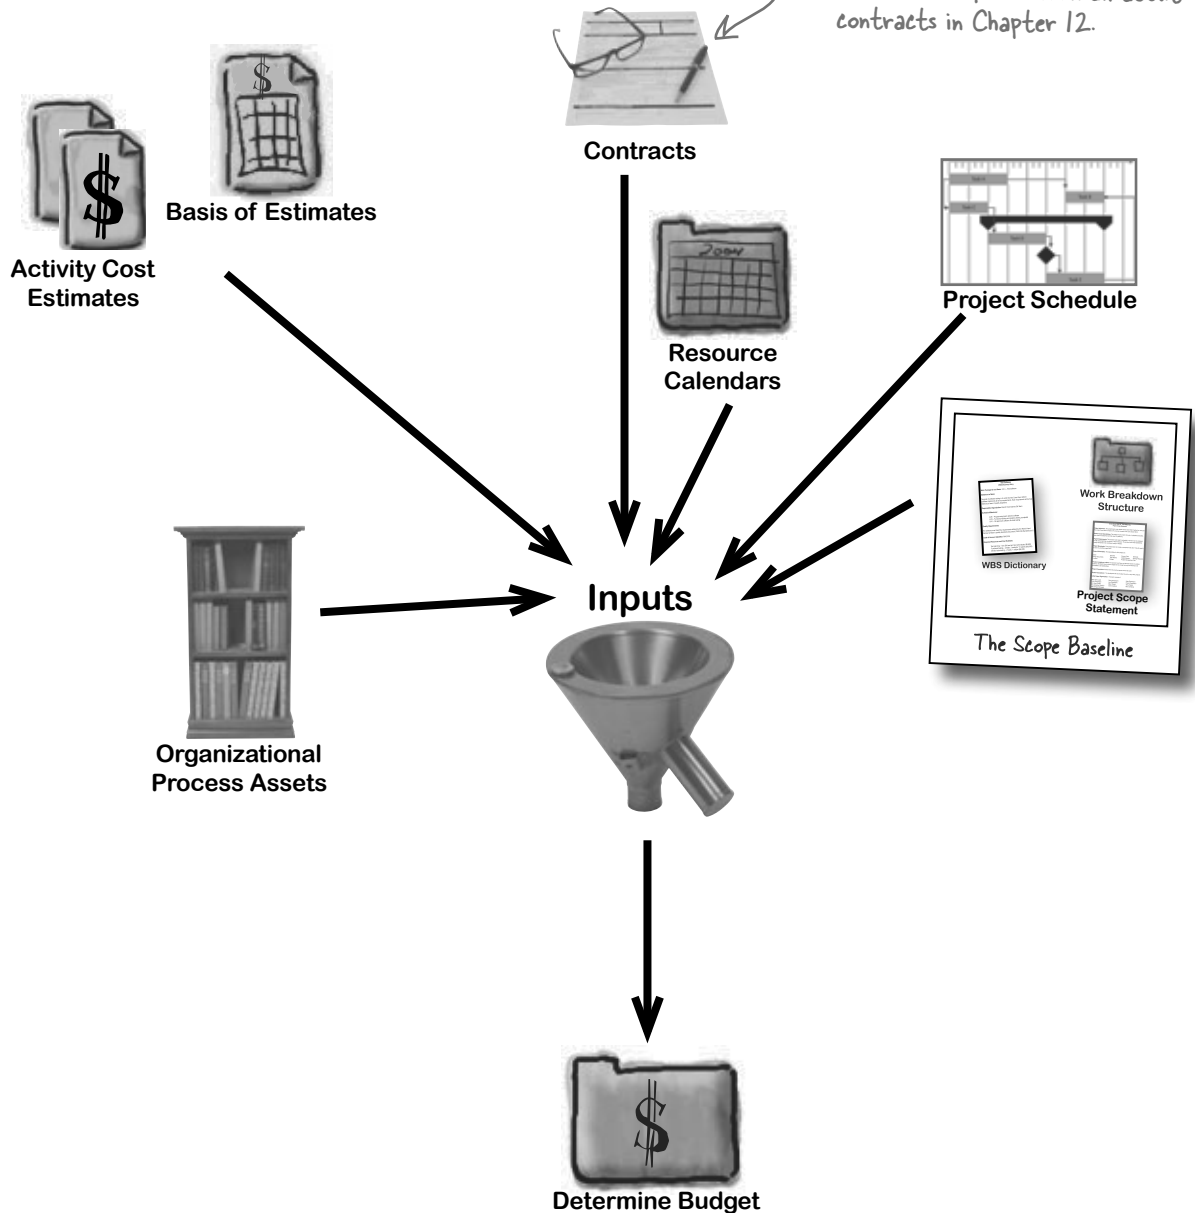 contracts in Chapter 12.
Contracts
$
$
Basis of Estimates
Activity Cost
Estimates
2004
Resource
Calendars
Project Schedule
Work Breakdown
Structure
WBS Dictionary
Project Scope
Statement
The Scope Baseline
Inputs
Organizational
Process Assets
$
Determine Budget